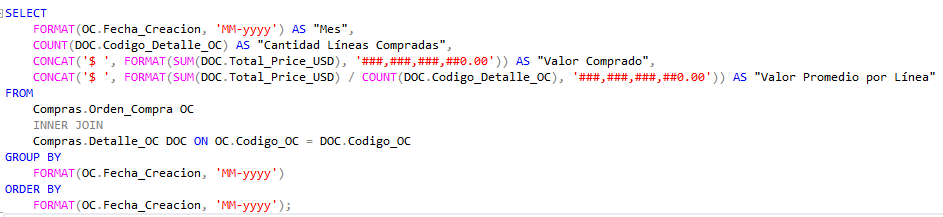 SELECT
FORMAT(OC.Fecha_Creacion, 'MM-yyyy') AS "Mes",
COUNT(DOC.Codigo_Detalle_OC) AS "Cantidad Líneas Compradas",
CONCAT('$ ', FORMAT(SUM(DOC.Total_Price_USD), '###,###,###,##0.00')) AS "Valor Comprado",
CONCAT('$ ', FORMAT(SUM(DOC.Total_Price_USD) / COUNT(DOC.Codigo_Detalle_OC), '###,###,###,##0.00')) AS "Valor Promedio por Línea"
FROM
Compras.Orden_Compra OC
INNER JOIN
Compras.Detalle_OC DOC ON OC.Codigo_OC = DOC.Codigo_OC
GROUP BY
FORMAT(OC.Fecha_Creacion, 'MM-yyyy')
ORDER BY
FORMAT(OC.Fecha_Creacion, 'MM-yyyy');